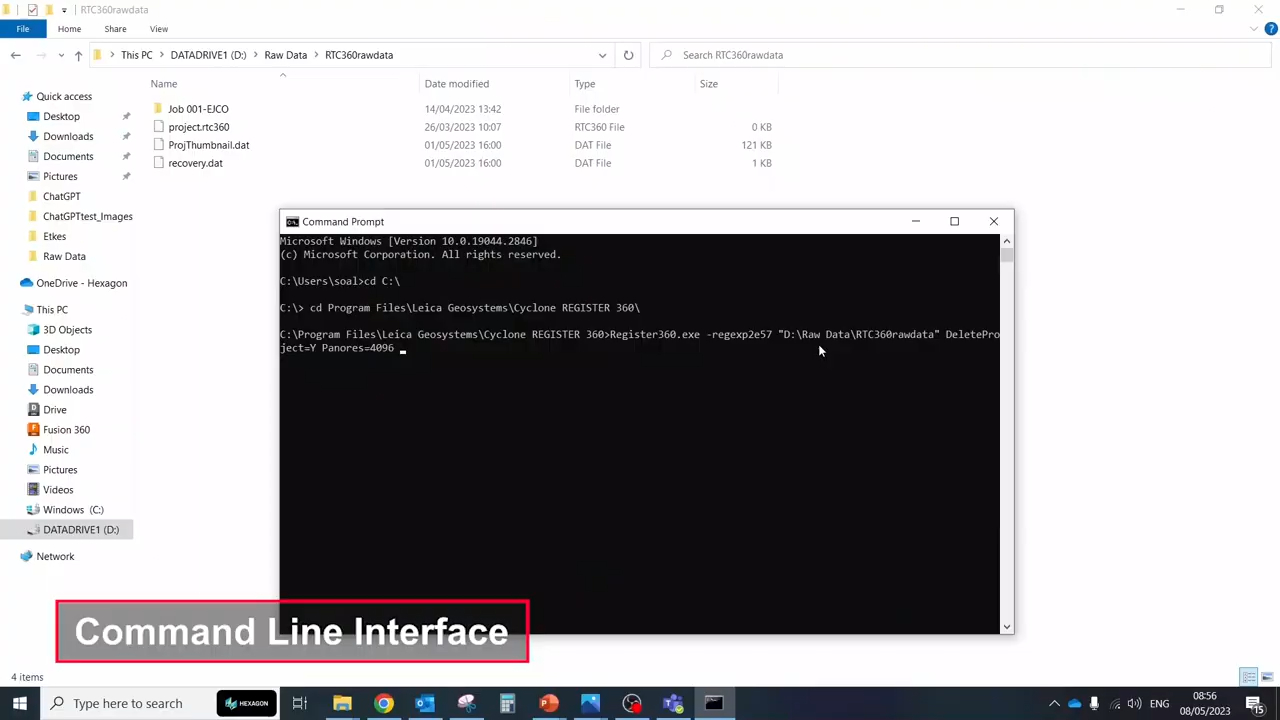 RTC360rawdata
File Home Share View
This PC DATADRIVE1 (D:) Raw Data RTC360rawdata Search RTC360rawdata
Name Date modified Type Size
Job 001-EJCO 14/04/2023 13:42 File folder
project.rtc360 26/03/2023 10:07 RTC360 File 0 KB
ProjThumbnail.dat 01/05/2023 16:00 DAT File 121 KB
recovery.dat 01/05/2023 16:00 DAT File 1 KB
Quick access
Desktop
Downloads
Documents
Pictures
ChatGPT
ChatGPTtest_Images
Etkes
Raw Data
OneDrive - Hexagon
This PC
3D Objects
Desktop
Documents
Downloads
Drive
Fusion 360
Music
Pictures
Videos
Windows (C:)
DATADRIVE1 (D:)
Network
Command Prompt
Microsoft Windows [Version 10.0.19044.2846]
(c) Microsoft Corporation. All rights reserved.
C:\Users\soal>cd C:\
C:\> cd Program Files\Leica Geosystems\Cyclone REGISTER 360\
C:\Program Files\Leica Geosystems\Cyclone REGISTER 360>Register360.exe -regexp2e57 "D:\Raw Data\RTC360rawdata" DeletePro
ject=Y Panores=4096
Command Line Interface
4 items
Type here to search HEXAGON ENG 08:56
08/05/2023 15